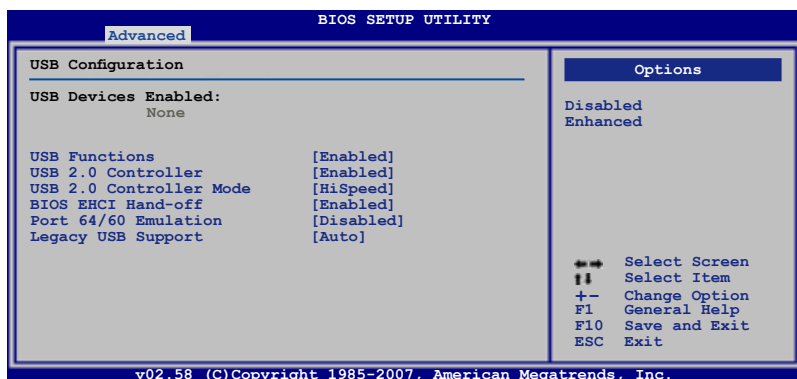 BIOS SETUP UTILITY
Advanced
USB Configuration
USB Devices Enabled:
None
USB Functions [Enabled]
USB 2.0 Controller [Enabled]
USB 2.0 Controller Mode [HiSpeed]
BIOS EHCI Hand-off [Enabled]
Port 64/60 Emulation [Disabled]
Legacy USB Support [Auto]
Options
Disabled
Enhanced
←→ Select Screen
↑↓ Select Item
+- Change Option
F1 General Help
F10 Save and Exit
ESC Exit
v02.58 (C)Copyright 1985-2007, American Megatrends, Inc.